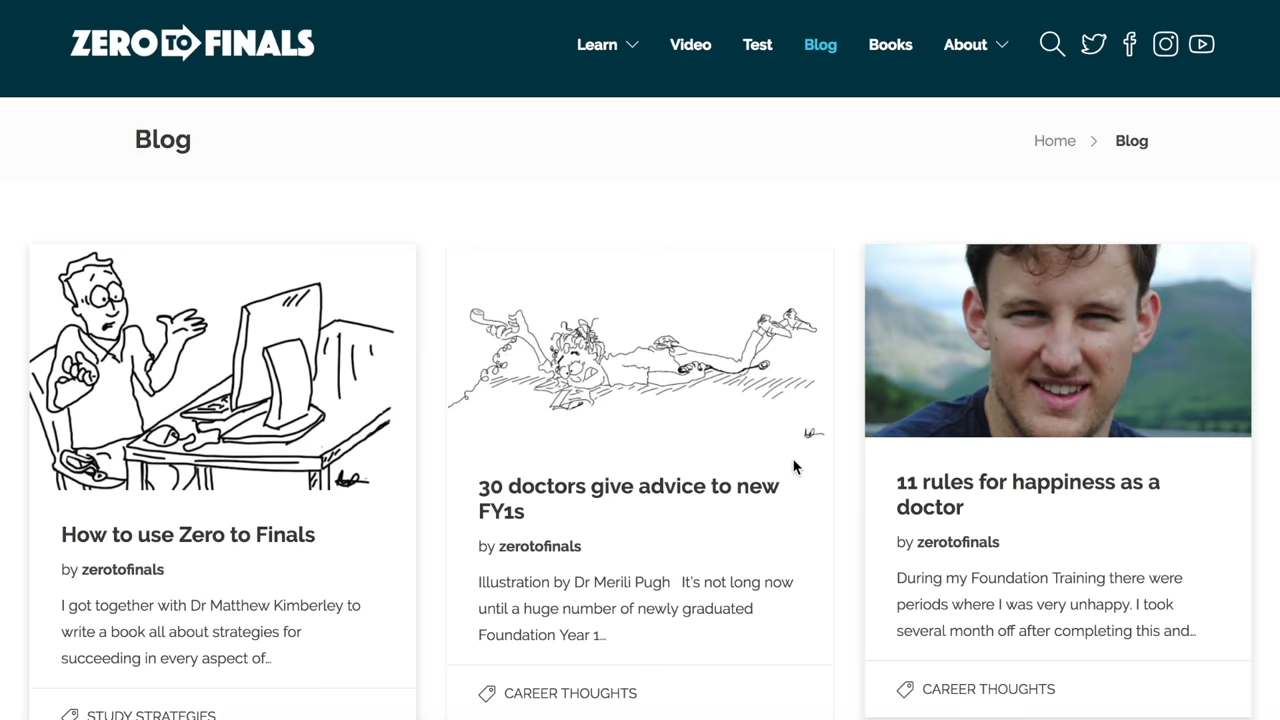 ZERO TO FINALS
Learn
Video
Test
Blog
Books
About
Blog
Home
Blog
How to use Zero to Finals
by zerotofinals
I got together with Dr Matthew Kimberley to
write a book all about strategies for
succeeding in every aspect of...
STUDY STRATEGIES
30 doctors give advice to new
FY1s
by zerotofinals
Illustration by Dr Merili Pugh It's not long now
until a huge number of newly graduated
Foundation Year 1...
CAREER THOUGHTS
11 rules for happiness as a
doctor
by zerotofinals
During my Foundation Training there were
periods where I was very unhappy. I took
several month off after completing this and...
CAREER THOUGHTS